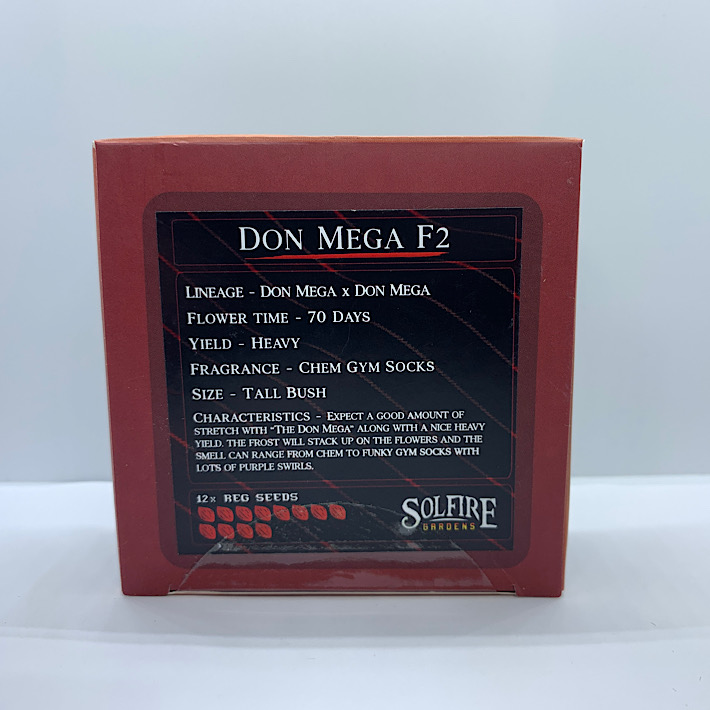 DON MEGA F2
LINEAGE - DON MEGA X DON MEGA
FLOWER TIME - 70 DAYS
YIELD - HEAVY
FRAGRANCE - CHEM GYM SOCKS
SIZE - TALL BUSH
CHARACTERISTICS - EXPECT A GOOD AMOUNT OF
STRETCH WITH "THE DON MEGA" ALONG WITH A NICE HEAVY
YIELD. THE FROST WILL STACK UP ON THE FLOWERS AND THE
SMELL CAN RANGE FROM CHEM TO FUNKY GYM SOCKS WITH
LOTS OF PURPLE SWIRLS.
12x REG SEEDS
SOLFIRE
GARDENS